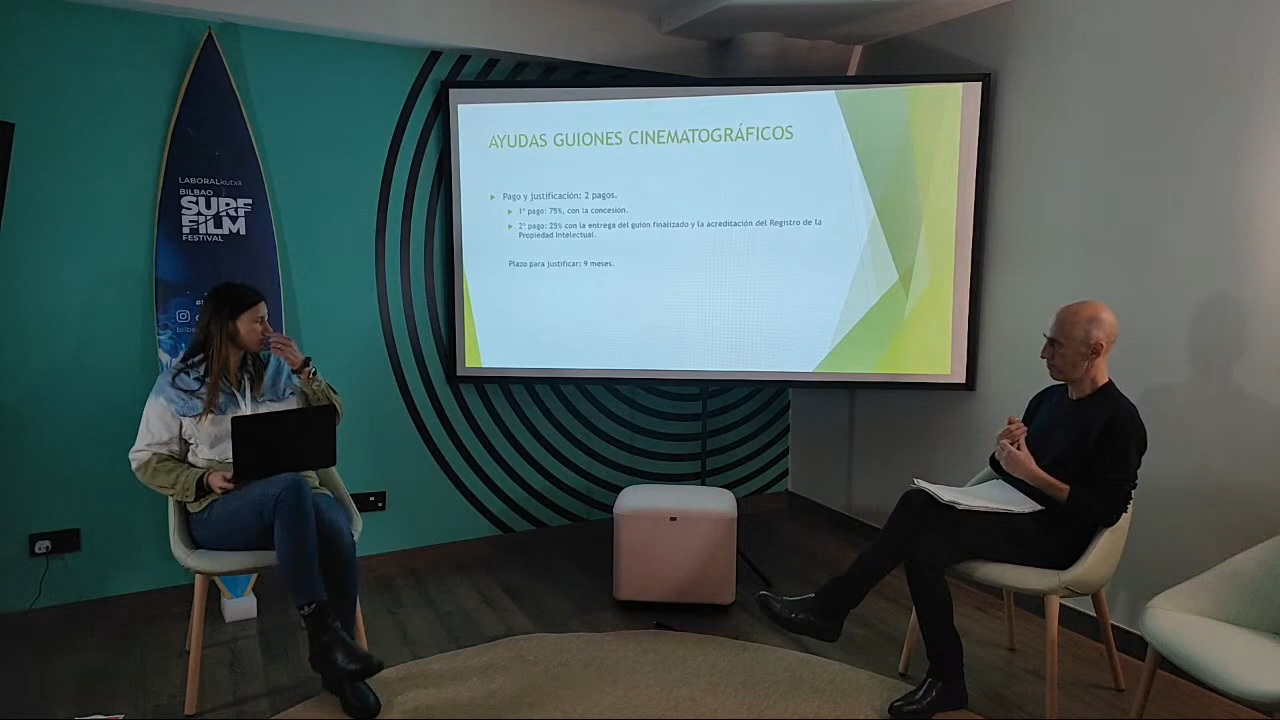 LABORALkutxa
BILBAO
SURF
FILM
FESTIVAL
AYUDAS GUIONES CINEMATOGRÁFICOS
Pago y justificación: 2 pagos.
1º pago: 75%, con la concesión.
2º pago: 25% con la entrega del guión finalizado y la acreditación del Registro de la
Propiedad Intelectual.
Plazo para justificar: 9 meses.